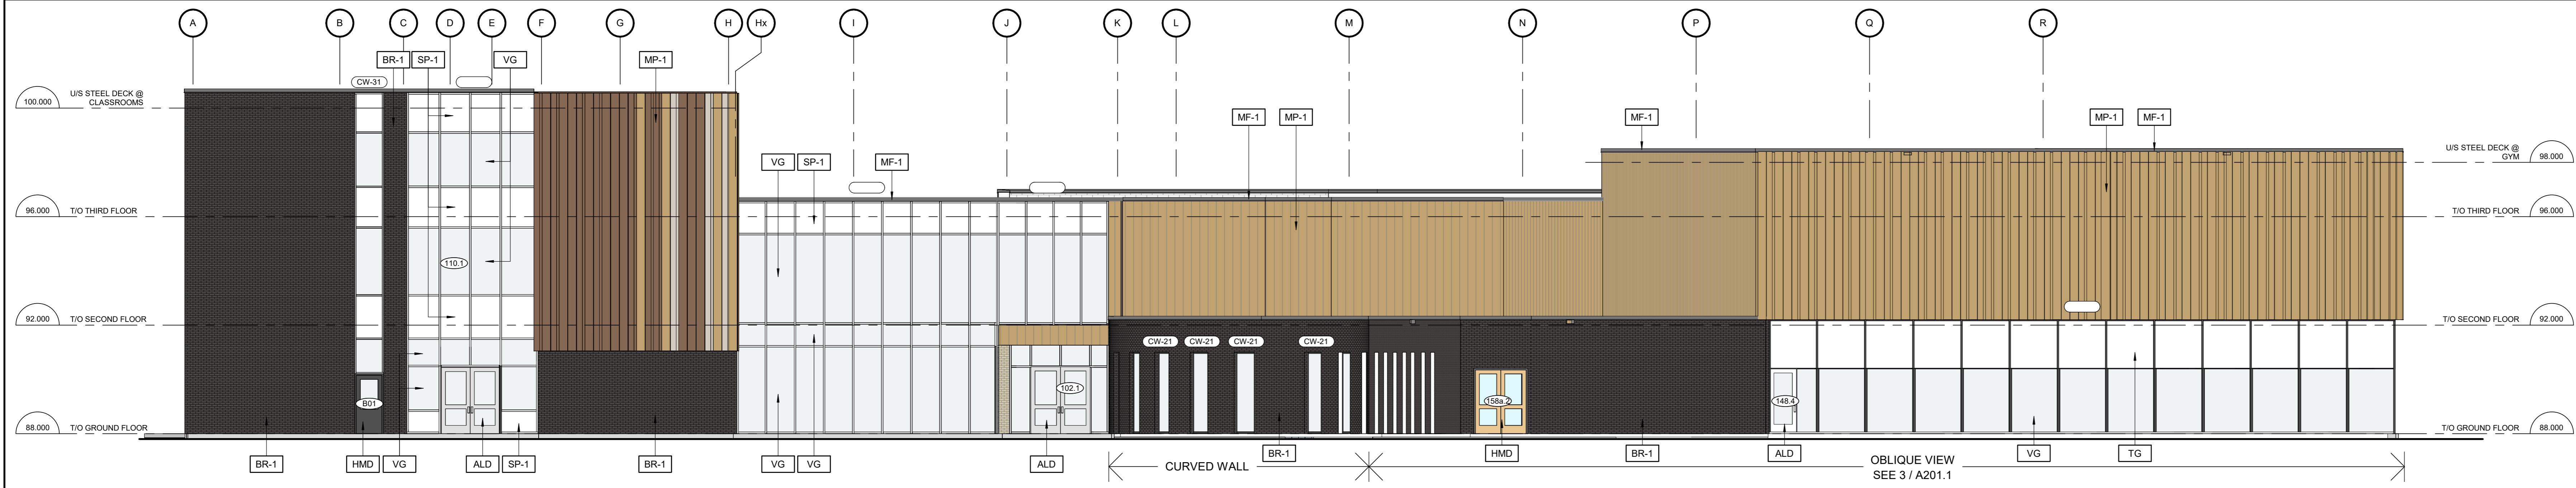 A B C D E F G H Hx I J K L M N P Q R
BR-1 SP-1 VG MP-1
CW-31
100.000 U/S STEEL DECK @
CLASSROOMS
MF-1 MP-1 MF-1 MP-1 MF-1
U/S STEEL DECK @
GYM 98.000
VG SP-1 MF-1
96.000 T/O THIRD FLOOR
T/O THIRD FLOOR 96.000
110.1
92.000 T/O SECOND FLOOR
T/O SECOND FLOOR 92.000
CW-21 CW-21 CW-21 CW-21
B01 102.1 158a.2 148.4
88.000 T/O GROUND FLOOR
T/O GROUND FLOOR 88.000
BR-1 HMD VG ALD SP-1 BR-1 VG VG ALD BR-1 HMD BR-1 ALD VG TG
CURVED WALL
OBLIQUE VIEW
SEE 3 / A201.1